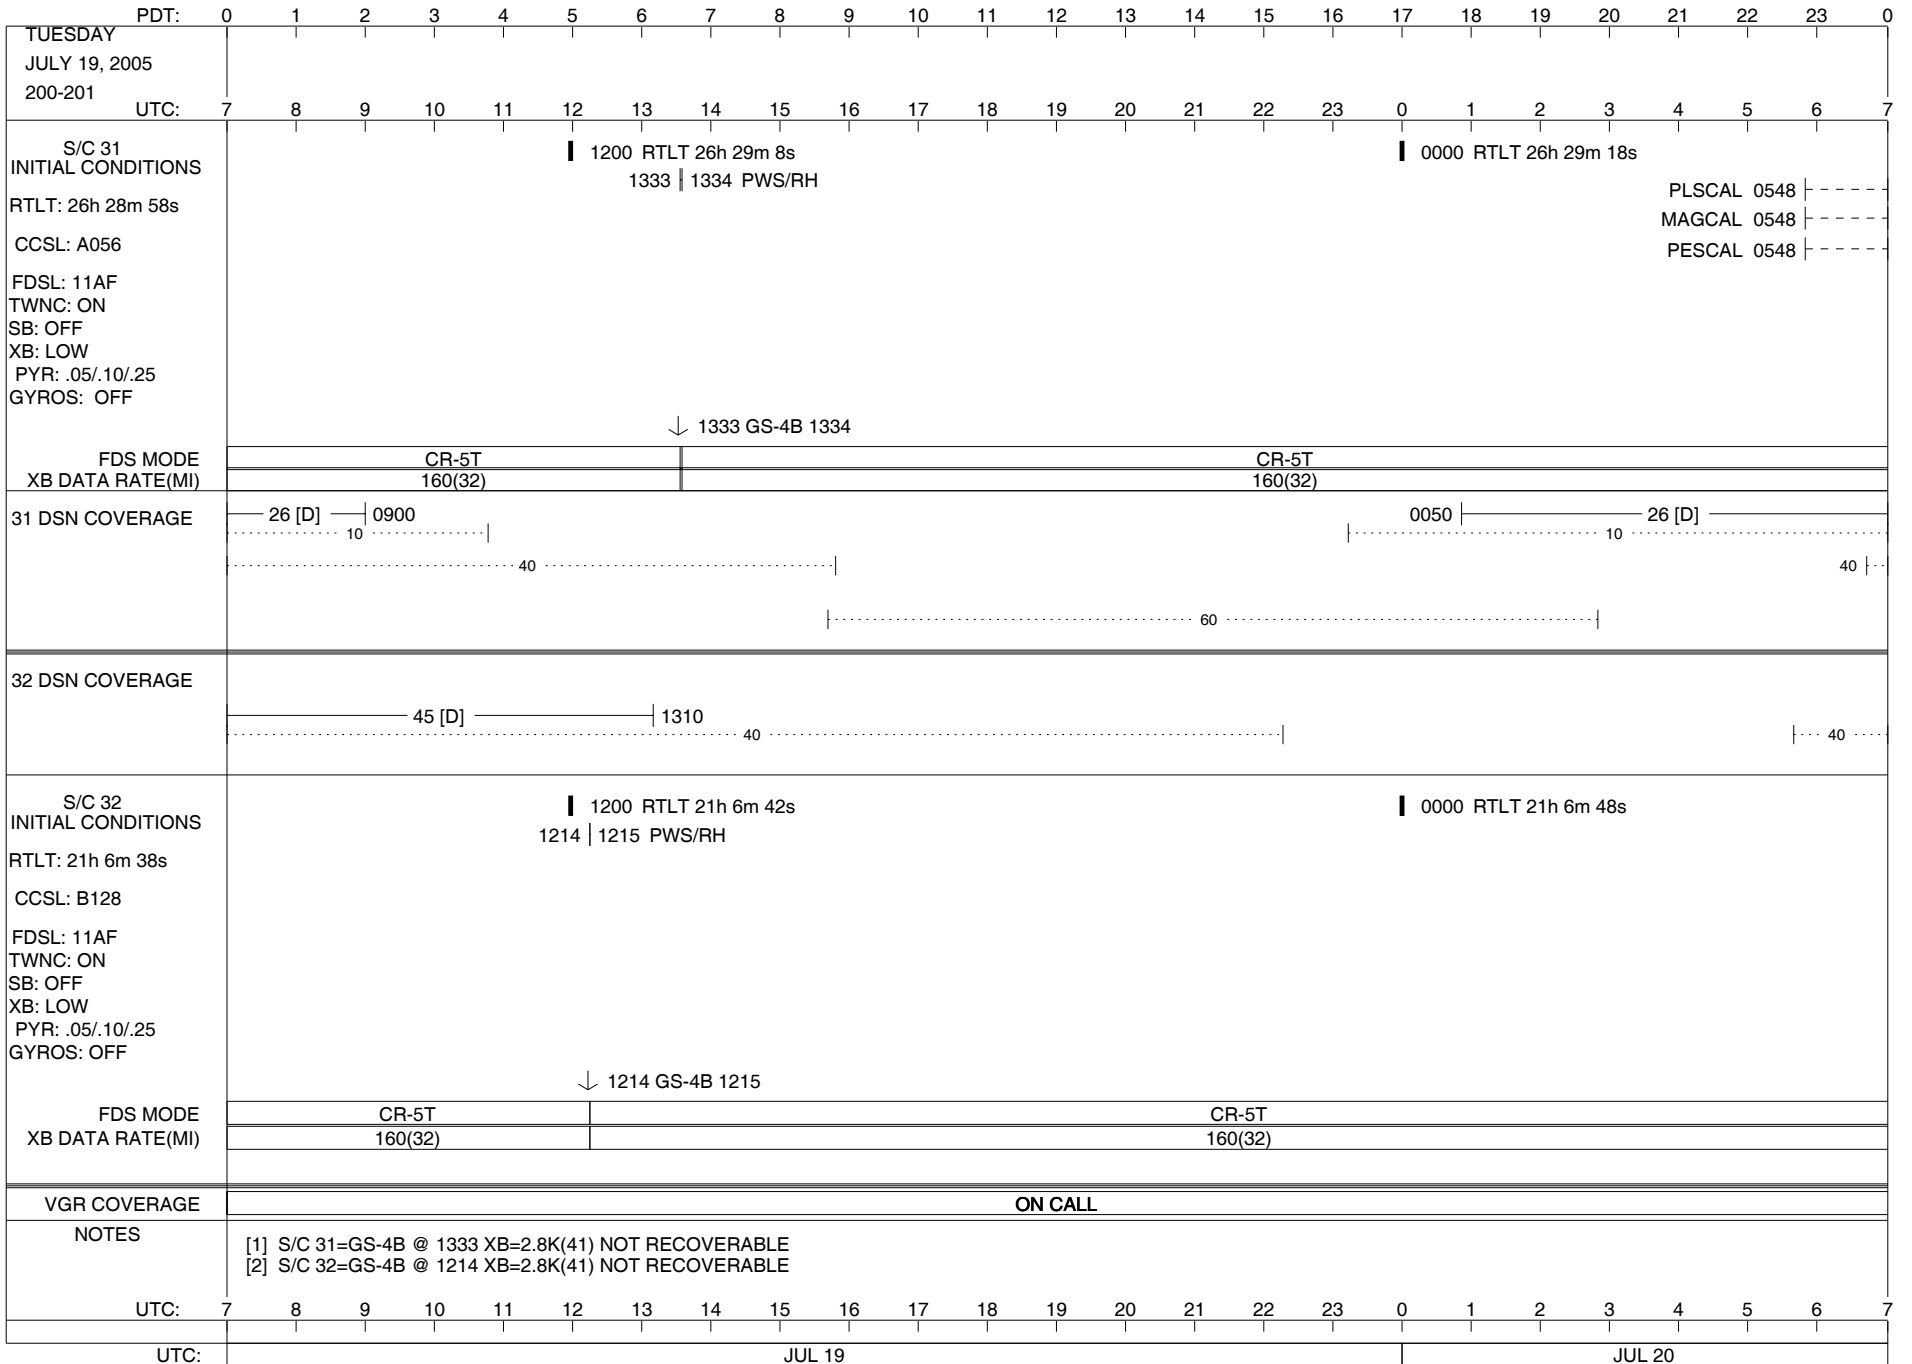 PDT: 0 1 2 3 4 5 6 7 8 9 10 11 12 13 14 15 16 17 18 19 20 21 22 23 0
TUESDAY
JULY 19, 2005
200-201
UTC: 7 8 9 10 11 12 13 14 15 16 17 18 19 20 21 22 23 0 1 2 3 4 5 6 7
S/C 31
INITIAL CONDITIONS
RTLT: 26h 28m 58s
CCSL: A056
FDSL: 11AF
TWNC: ON
SB: OFF
XB: LOW
PYR: .05/.10/.25
GYROS: OFF
1200 RTLT 26h 29m 8s
0000 RTLT 26h 29m 18s
1333 1334 PWS/RH
PLSCAL 0548
MAGCAL 0548
PESCAL 0548
1333 GS-4B 1334
FDS MODE CR-5T CR-5T
XB DATA RATE(MI) 160(32) 160(32)
31 DSN COVERAGE 26 [D] 0900 0050 26 [D]
10 10
40 40
60
32 DSN COVERAGE
45 [D] 1310
40 40
S/C 32
INITIAL CONDITIONS
RTLT: 21h 6m 38s
CCSL: B128
FDSL: 11AF
TWNC: ON
SB: OFF
XB: LOW
PYR: .05/.10/.25
GYROS: OFF
1200 RTLT 21h 6m 42s
0000 RTLT 21h 6m 48s
1214 1215 PWS/RH
1214 GS-4B 1215
FDS MODE CR-5T CR-5T
XB DATA RATE(MI) 160(32) 160(32)
VGR COVERAGE ON CALL
NOTES
[1] S/C 31=GS-4B @ 1333 XB=2.8K(41) NOT RECOVERABLE
[2] S/C 32=GS-4B @ 1214 XB=2.8K(41) NOT RECOVERABLE
UTC: 7 8 9 10 11 12 13 14 15 16 17 18 19 20 21 22 23 0 1 2 3 4 5 6 7
UTC: JUL 19 JUL 20